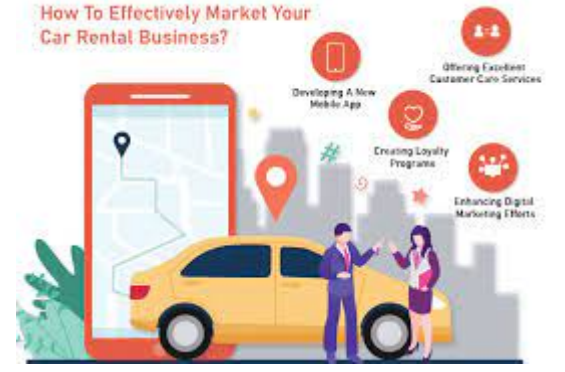 How To Effectively Market Your
Car Rental Business?
Offering Excellent
Customer Care Services
Developing A New
Mobile App
Creating Loyalty
Programs
Enhancing Digital
Marketing Efforts